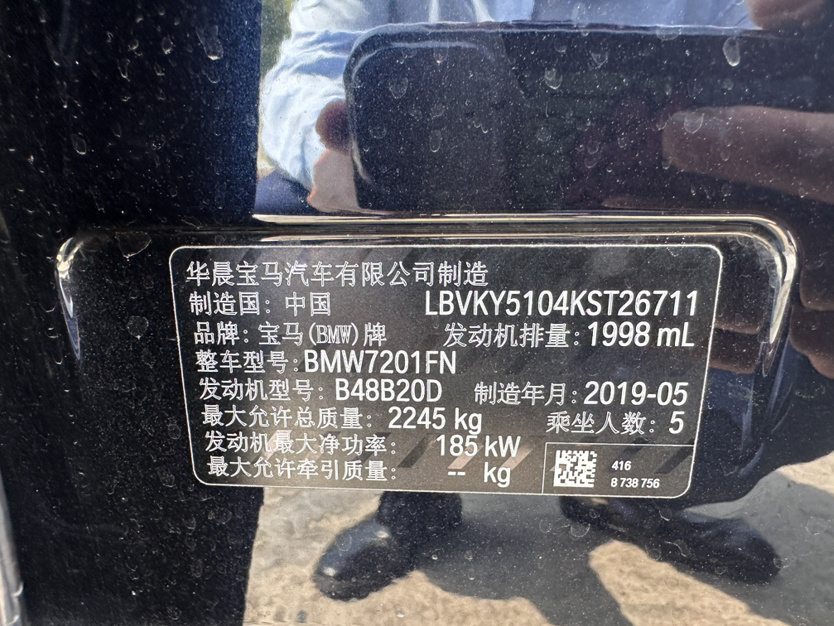 华晨宝马汽车有限公司制造
制造国: 中国 LBVKY5104KST26711
品牌: 宝马(BMW)牌 发动机排量: 1998 mL
整车型号: BMW7201FN
发动机型号: B48B20D 制造年月: 2019-05
最大允许总质量: 2245 kg 乘坐人数: 5
发动机最大净功率: 185 kW
最大允许牵引质量: -- kg
416
8 738 756